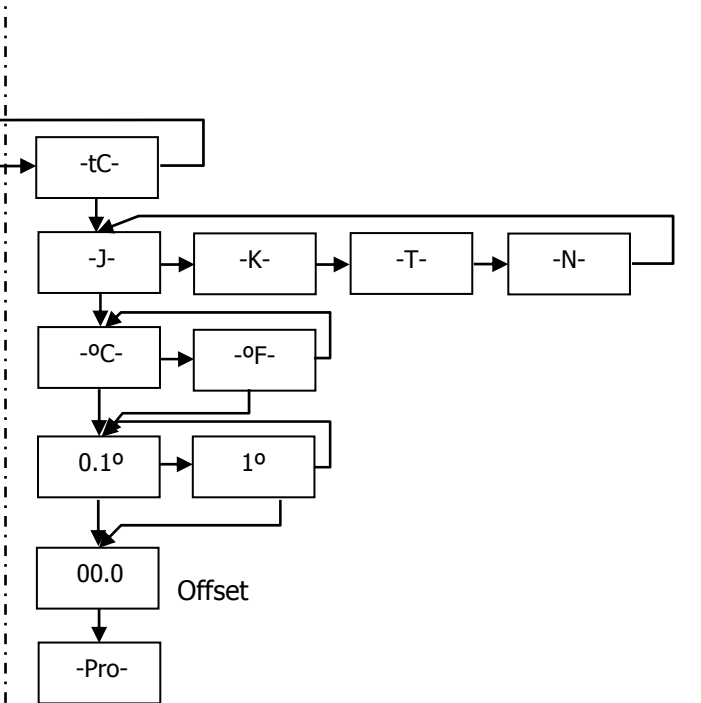 -tC-
-J-
-K-
-T-
-N-
-ºC-
-ºF-
0.1º
1º
00.0
Offset
-Pro-